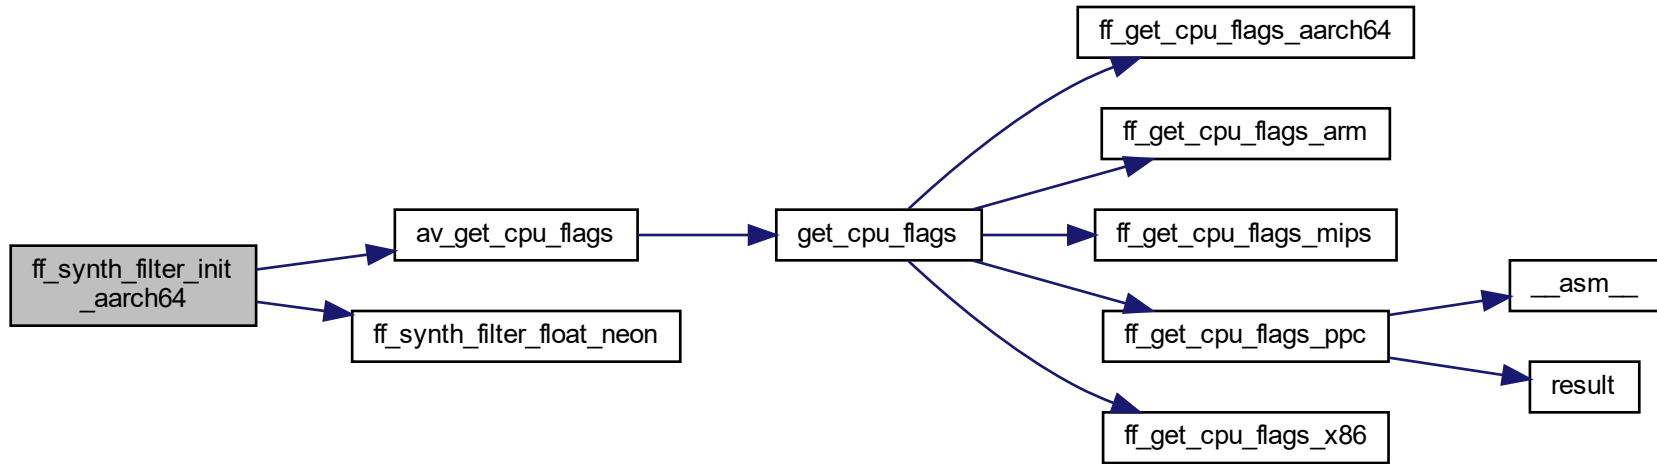 ff_synth_filter_init
_aarch64
av_get_cpu_flags
ff_synth_filter_float_neon
get_cpu_flags
ff_get_cpu_flags_aarch64
ff_get_cpu_flags_arm
ff_get_cpu_flags_mips
ff_get_cpu_flags_ppc
ff_get_cpu_flags_x86
__asm__
result